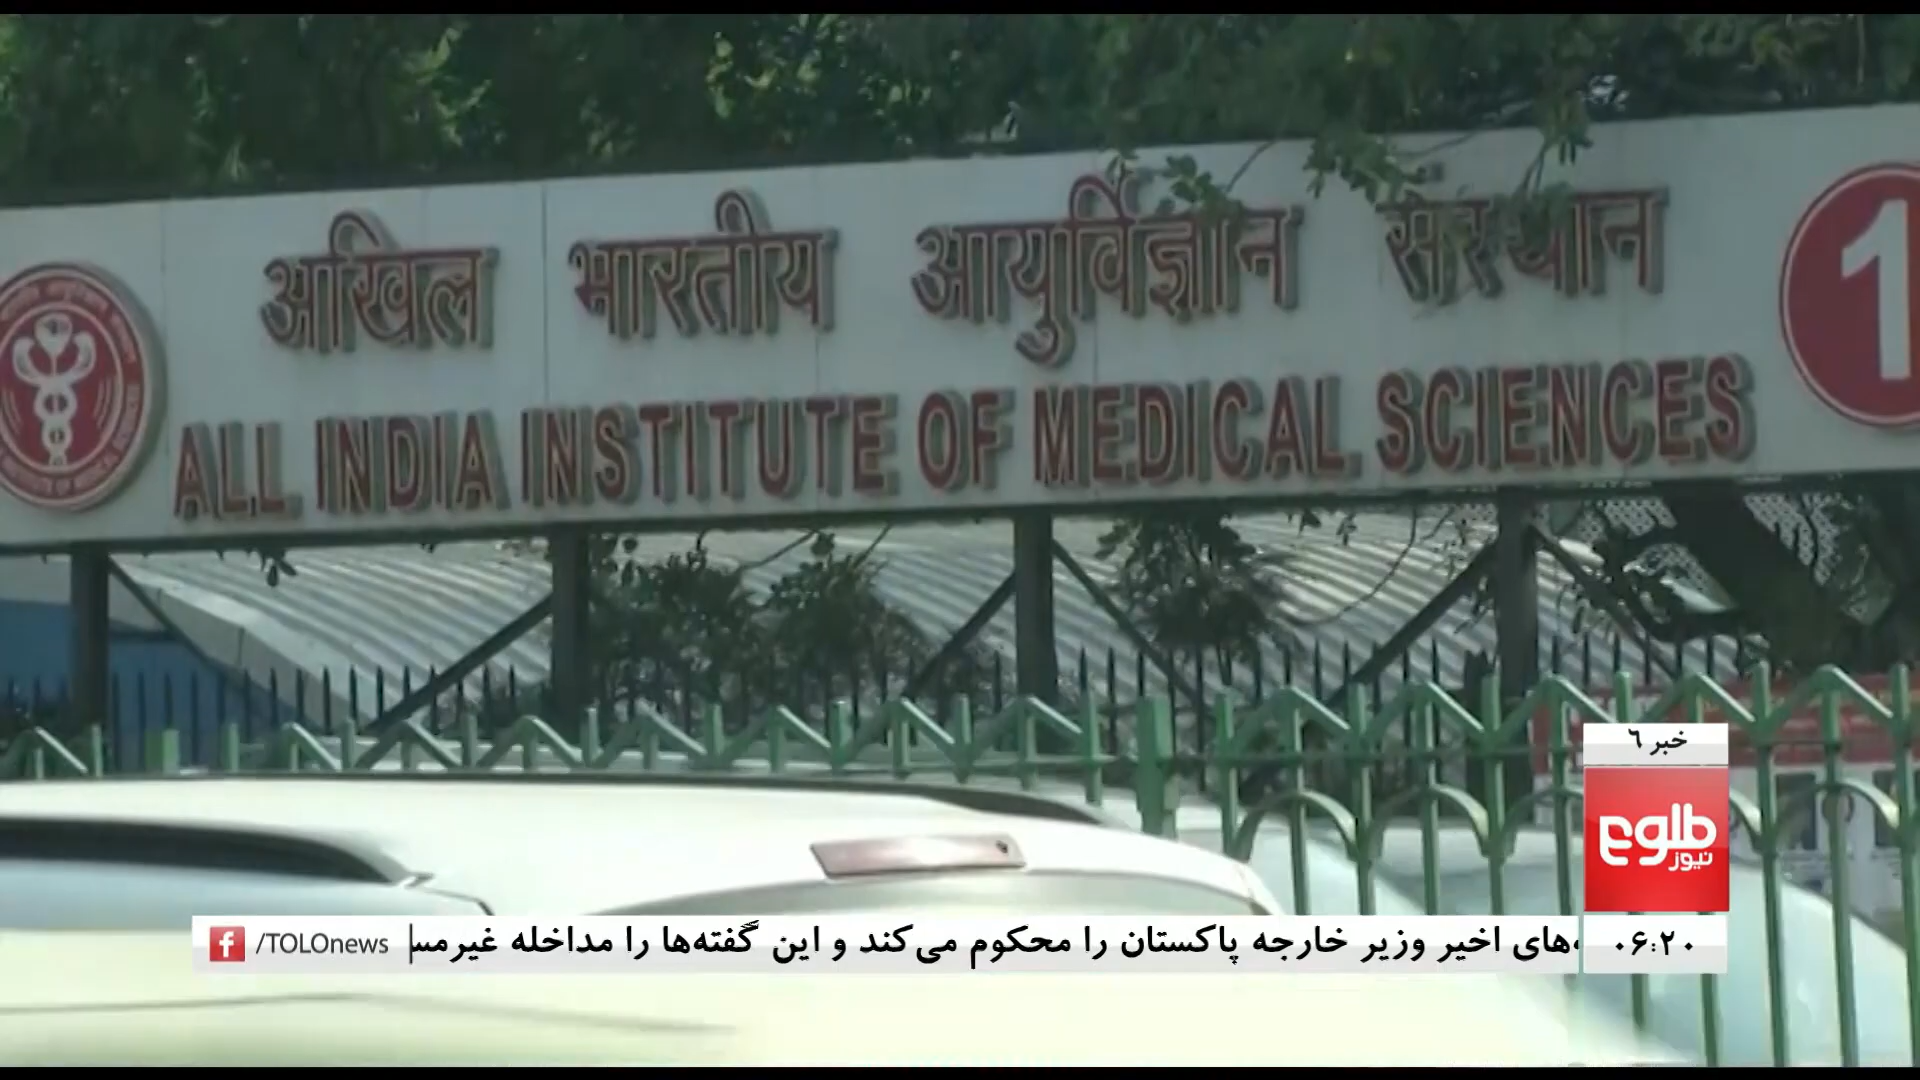 अखिल भारतीय आयुर्विज्ञान संस्थान
ALL INDIA INSTITUTE OF MEDICAL SCIENCES
1
خبر ٦
طلوع
نیوز
/TOLOnews
های اخیر وزیر خارجه پاکستان را محکوم می‌کند و این گفته‌ها را مداخله غیرمس
۰۶:۲۰